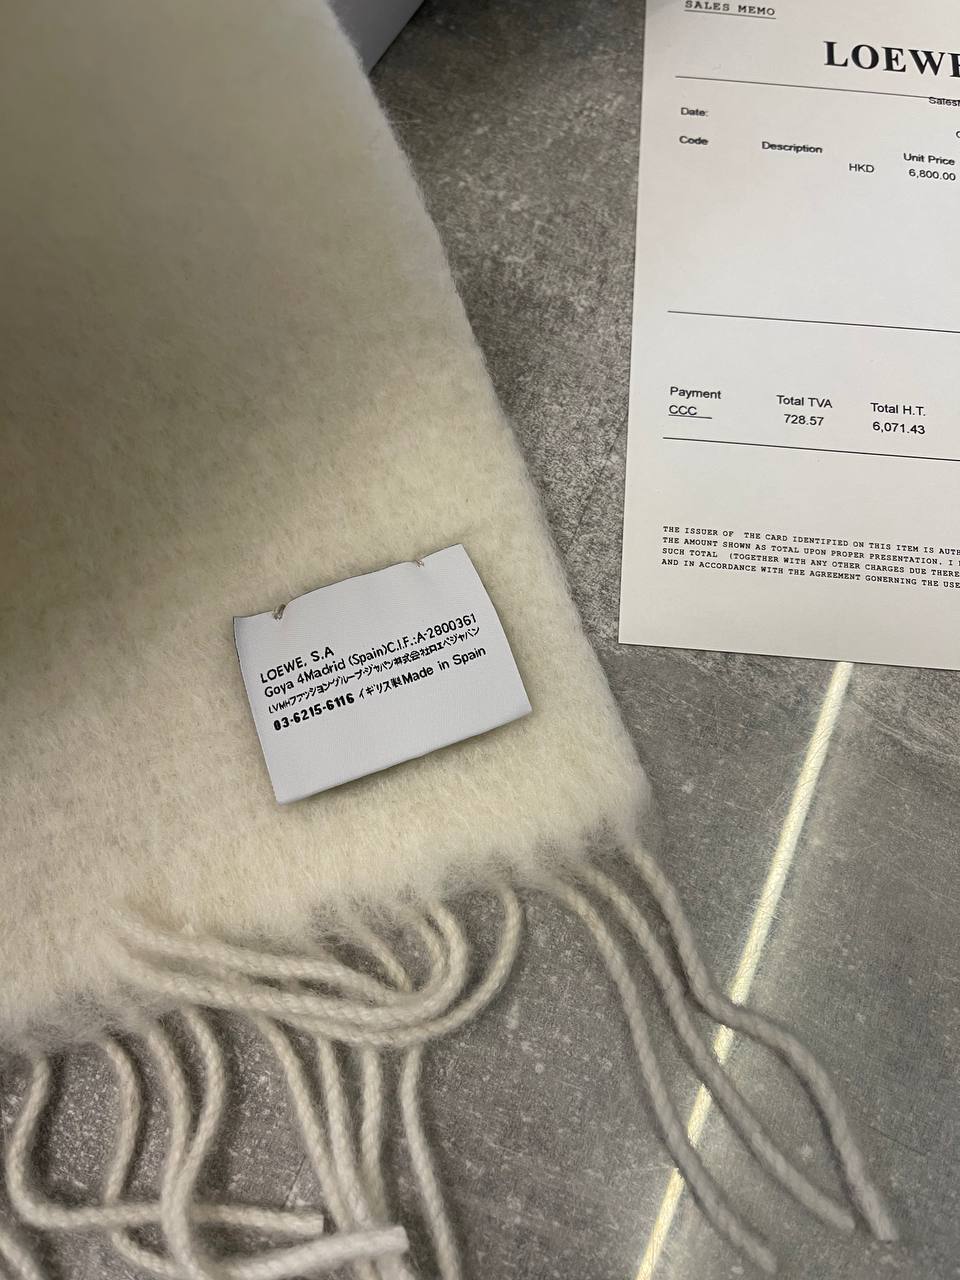 SALES MEMO
LOEWE
Date:
Code Description Unit Price
HKD 6,800.00
Payment Total TVA Total H.T.
CCC 728.57 6,071.43
THE ISSUER OF THE CARD IDENTIFIED ON THIS ITEM IS
THE AMOUNT SHOWN AS TOTAL UPON PROPER PRESENTATION. I
SUCH TOTAL (TOGETHER WITH ANY OTHER CHARGES DUE
AND IN ACCORDANCE WITH THE AGREEMENT GONERNING THE USE
LOEWE, S.A
Goya 4Madrid (Spain)C.I.F.:A-2800361
LVMHファッショングループ・ジャパン株式会社ロエベジャパン
03-6215-6116 イギリス製Made in Spain